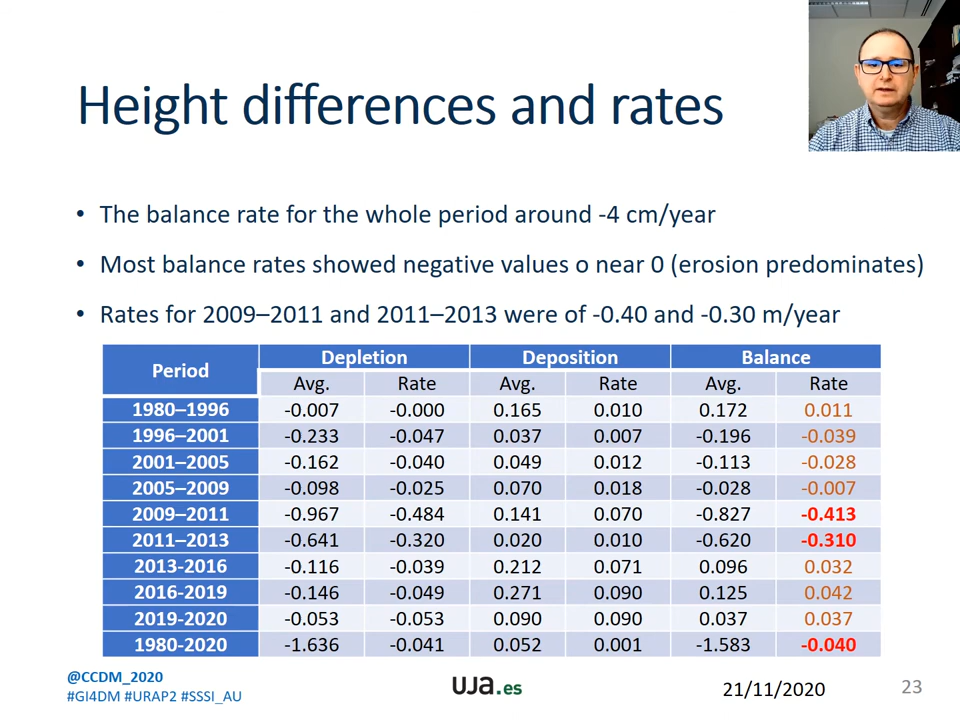 Height differences and rates
• The balance rate for the whole period around -4 cm/year
• Most balance rates showed negative values o near 0 (erosion predominates)
• Rates for 2009–2011 and 2011–2013 were of -0.40 and -0.30 m/year
Period Depletion Deposition Balance
Avg. Rate Avg. Rate Avg. Rate
1980–1996 -0.007 -0.000 0.165 0.010 0.172 0.011
1996–2001 -0.233 -0.047 0.037 0.007 -0.196 -0.039
2001–2005 -0.162 -0.040 0.049 0.012 -0.113 -0.028
2005–2009 -0.098 -0.025 0.070 0.018 -0.028 -0.007
2009–2011 -0.967 -0.484 0.141 0.070 -0.827 -0.413
2011–2013 -0.641 -0.320 0.020 0.010 -0.620 -0.310
2013-2016 -0.116 -0.039 0.212 0.071 0.096 0.032
2016-2019 -0.146 -0.049 0.271 0.090 0.125 0.042
2019-2020 -0.053 -0.053 0.090 0.090 0.037 0.037
1980-2020 -1.636 -0.041 0.052 0.001 -1.583 -0.040
@CCDM_2020
#GI4DM #URAP2 #SSSI_AU
uja.es
21/11/2020
23